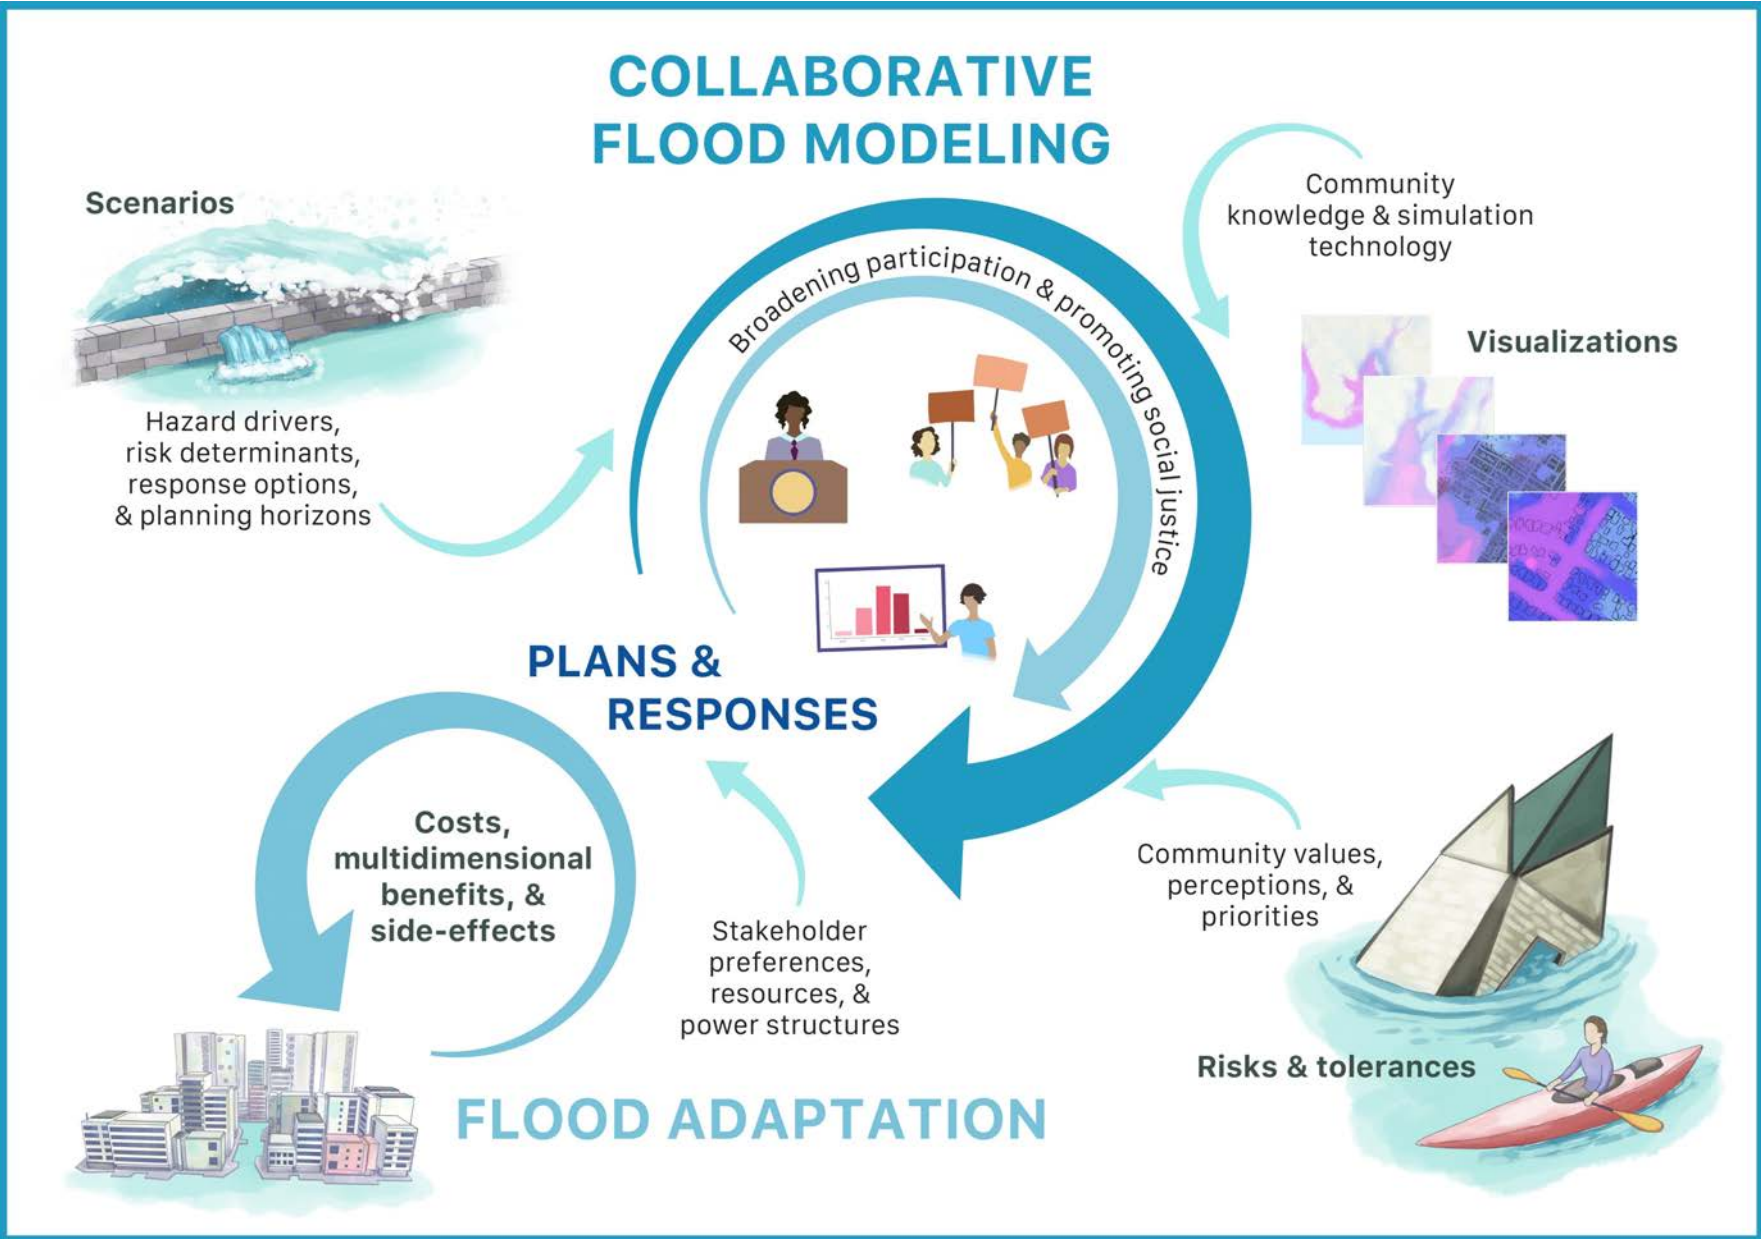 COLLABORATIVE
FLOOD MODELING
Scenarios
Hazard drivers,
risk determinants,
response options,
& planning horizons
Broadening participation & promoting social justice
Community
knowledge & simulation
technology
Visualizations
PLANS &
RESPONSES
Costs,
multidimensional
benefits, &
side-effects
Stakeholder
preferences,
resources, &
power structures
Community values,
perceptions, &
priorities
Risks & tolerances
FLOOD ADAPTATION